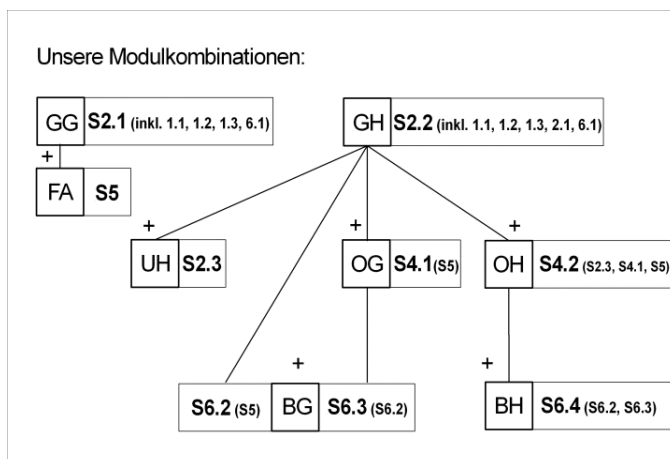 Unsere Modulkombinationen:
GG S2.1 (inkl. 1.1, 1.2, 1.3, 6.1)
GH S2.2 (inkl. 1.1, 1.2, 1.3, 2.1, 6.1)
+
FA S5
+
+
+
UH S2.3
OG S4.1(S5)
OH S4.2 (S2.3, S4.1, S5)
+
+
S6.2 (S5) BG S6.3 (S6.2)
BH S6.4 (S6.2, S6.3)